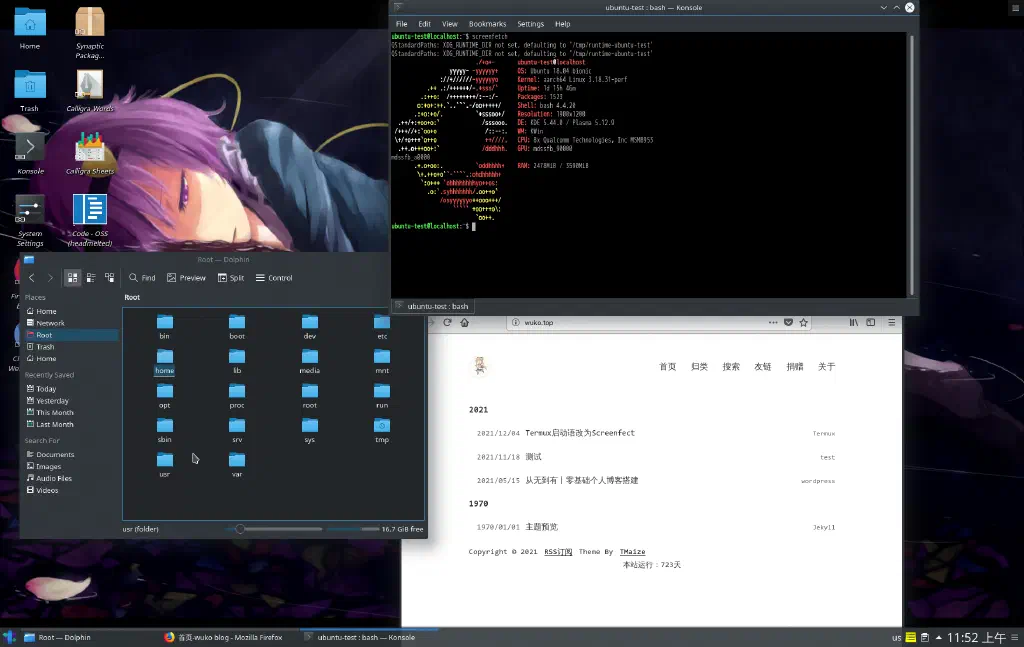 Home
Synaptic
Packag...
Trash
Calligra Words
Konsole
Calligra Sheets
System
Settings
Code - OSS
(headmelted)
ubuntu-test : bash — Konsole
File Edit View Bookmarks Settings Help
ubuntu-test@localhost:~$ screenfetch
QStandardPaths: XDG_RUNTIME_DIR not set, defaulting to '/tmp/runtime-ubuntu-test'
QStandardPaths: XDG_RUNTIME_DIR not set, defaulting to '/tmp/runtime-ubuntu-test'
ubuntu-test@localhost
OS: Ubuntu 18.04 bionic
Kernel: aarch64 Linux 3.18.31-perf
Uptime: 1d 15h 46m
Packages: 1523
Shell: bash 4.4.20
Resolution: 1908x1200
DE: KDE 5.44.0 / Plasma 5.12.9
WM: KWin
CPU: 8x Qualcomm Technologies, Inc MSM8953
GPU: mdssfb_90000
mdssfb_a0000
RAM: 2478MiB / 3590MiB
ubuntu-test@localhost:~$
ubuntu-test : bash
Root — Dolphin
Find Preview Split Control
Places
Home
Network
Root
Trash
Home
Recently Saved
Today
Yesterday
This Month
Last Month
Search For
Documents
Images
Audio Files
Videos
Root
bin boot dev etc
home lib media mnt
opt proc root run
sbin srv sys tmp
usr var
usr (folder)
16.7 GiB free
wuko.top
首页 归类 搜索 友链 捐赠 关于
2021
2021/12/04 Termux启动语改为Screenfect Termux
2021/11/18 测试 test
2021/05/15 从无到有丨零基础个人博客搭建 wordpress
1970
1970/01/01 主题预览 Jekyll
Copyright © 2021 RSS订阅 Theme By TMaize
本站运行：723天
Root — Dolphin
首页-wuko blog - Mozilla Firefox
ubuntu-test : bash — Konsole
us
11:52 上午